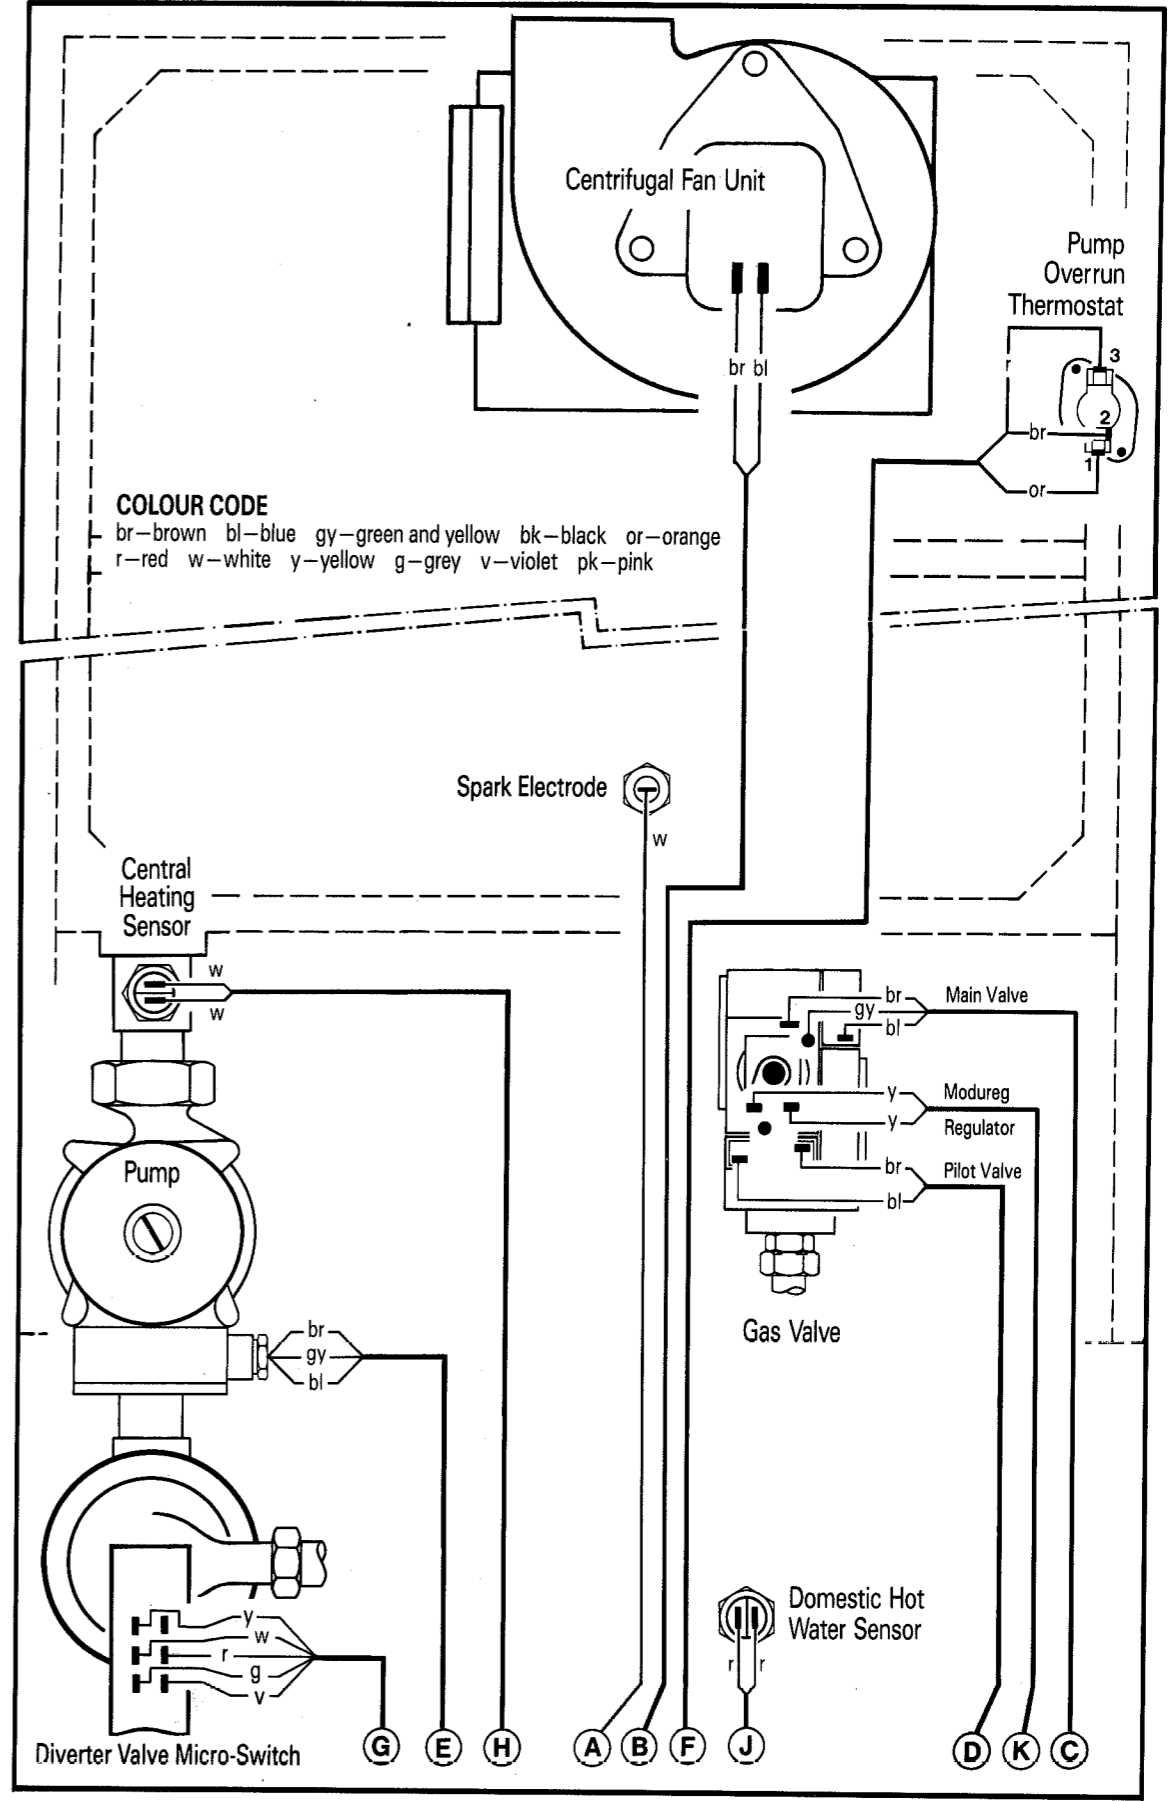 Centrifugal Fan Unit
Pump
Overrun
Thermostat
3
r
br bl
2
br
1
or
COLOUR CODE
br–brown bl–blue gy–green and yellow bk–black or–orange
r–red w–white y–yellow g–grey v–violet pk–pink
Spark Electrode
w
Central
Heating
Sensor
w
w
br
Main Valve
gy
bl
y
Modureg
y
Regulator
br
Pilot Valve
bl
Pump
Gas Valve
br
gy
bl
Domestic Hot
Water Sensor
y
w
r
g
v
r r
Diverter Valve Micro-Switch
G E H A B F J D K C